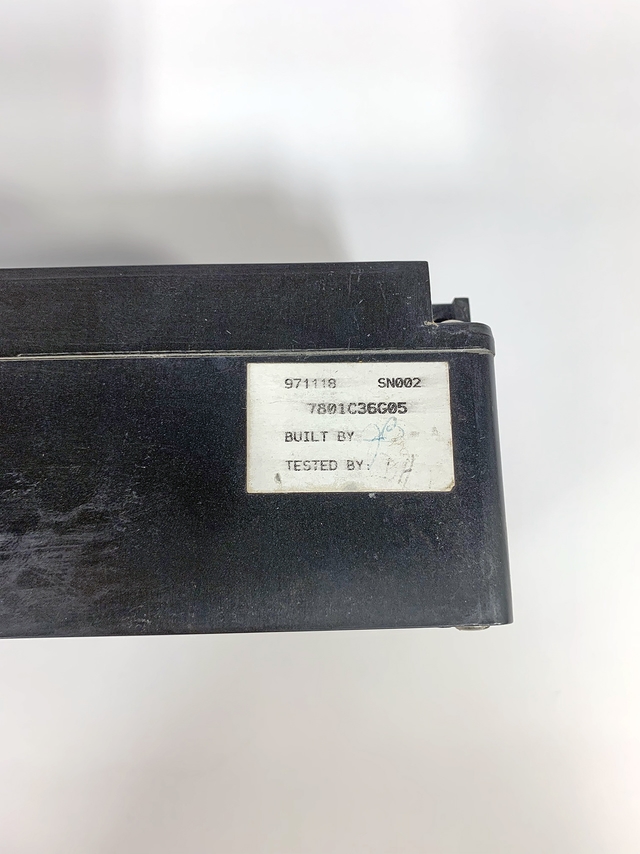 971118 SN002
7801C36G05
BUILT BY
TESTED BY: